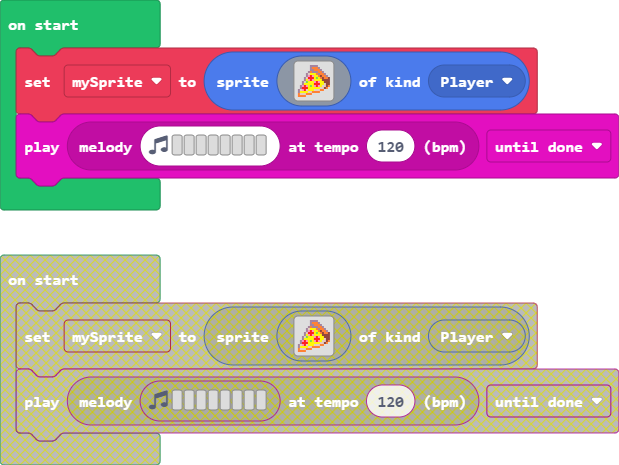 on start
set mySprite to sprite of kind Player
play melody at tempo 120 (bpm) until done
on start
set mySprite to sprite of kind Player
play melody at tempo 120 (bpm) until done